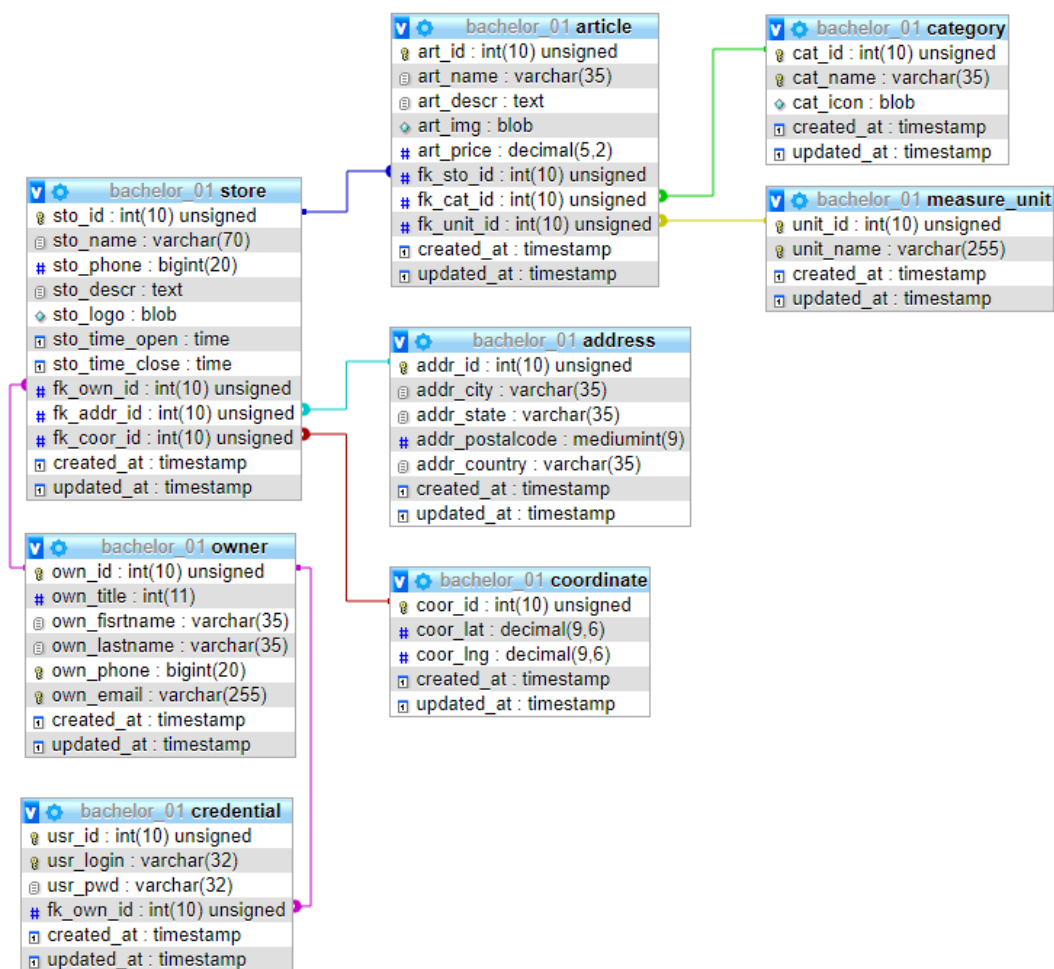 bachelor_01 article
art_id : int(10) unsigned
art_name : varchar(35)
art_descr : text
art_img : blob
art_price : decimal(5,2)
fk_sto_id : int(10) unsigned
fk_cat_id : int(10) unsigned
fk_unit_id : int(10) unsigned
created_at : timestamp
updated_at : timestamp
bachelor_01 category
cat_id : int(10) unsigned
cat_name : varchar(35)
cat_icon : blob
created_at : timestamp
updated_at : timestamp
bachelor_01 store
sto_id : int(10) unsigned
sto_name : varchar(70)
sto_phone : bigint(20)
sto_descr : text
sto_logo : blob
sto_time_open : time
sto_time_close : time
fk_own_id : int(10) unsigned
fk_addr_id : int(10) unsigned
fk_coor_id : int(10) unsigned
created_at : timestamp
updated_at : timestamp
bachelor_01 measure_unit
unit_id : int(10) unsigned
unit_name : varchar(255)
created_at : timestamp
updated_at : timestamp
bachelor_01 address
addr_id : int(10) unsigned
addr_city : varchar(35)
addr_state : varchar(35)
addr_postalcode : mediumint(9)
addr_country : varchar(35)
created_at : timestamp
updated_at : timestamp
bachelor_01 owner
own_id : int(10) unsigned
own_title : int(11)
own_fisrtname : varchar(35)
own_lastname : varchar(35)
own_phone : bigint(20)
own_email : varchar(255)
created_at : timestamp
updated_at : timestamp
bachelor_01 coordinate
coor_id : int(10) unsigned
coor_lat : decimal(9,6)
coor_lng : decimal(9,6)
created_at : timestamp
updated_at : timestamp
bachelor_01 credential
usr_id : int(10) unsigned
usr_login : varchar(32)
usr_pwd : varchar(32)
fk_own_id : int(10) unsigned
created_at : timestamp
updated_at : timestamp